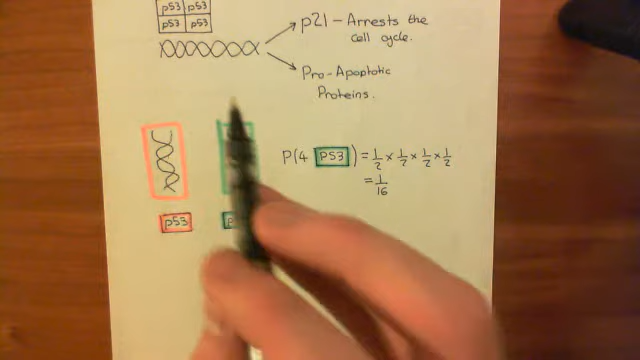 p53 p53
p53 p53
p21 - Arrests the
Cell cycle.
Pro-Apoptotic
Proteins.
P(4 p53) = 1/2 × 1/2 × 1/2 × 1/2
= 1/16
p53